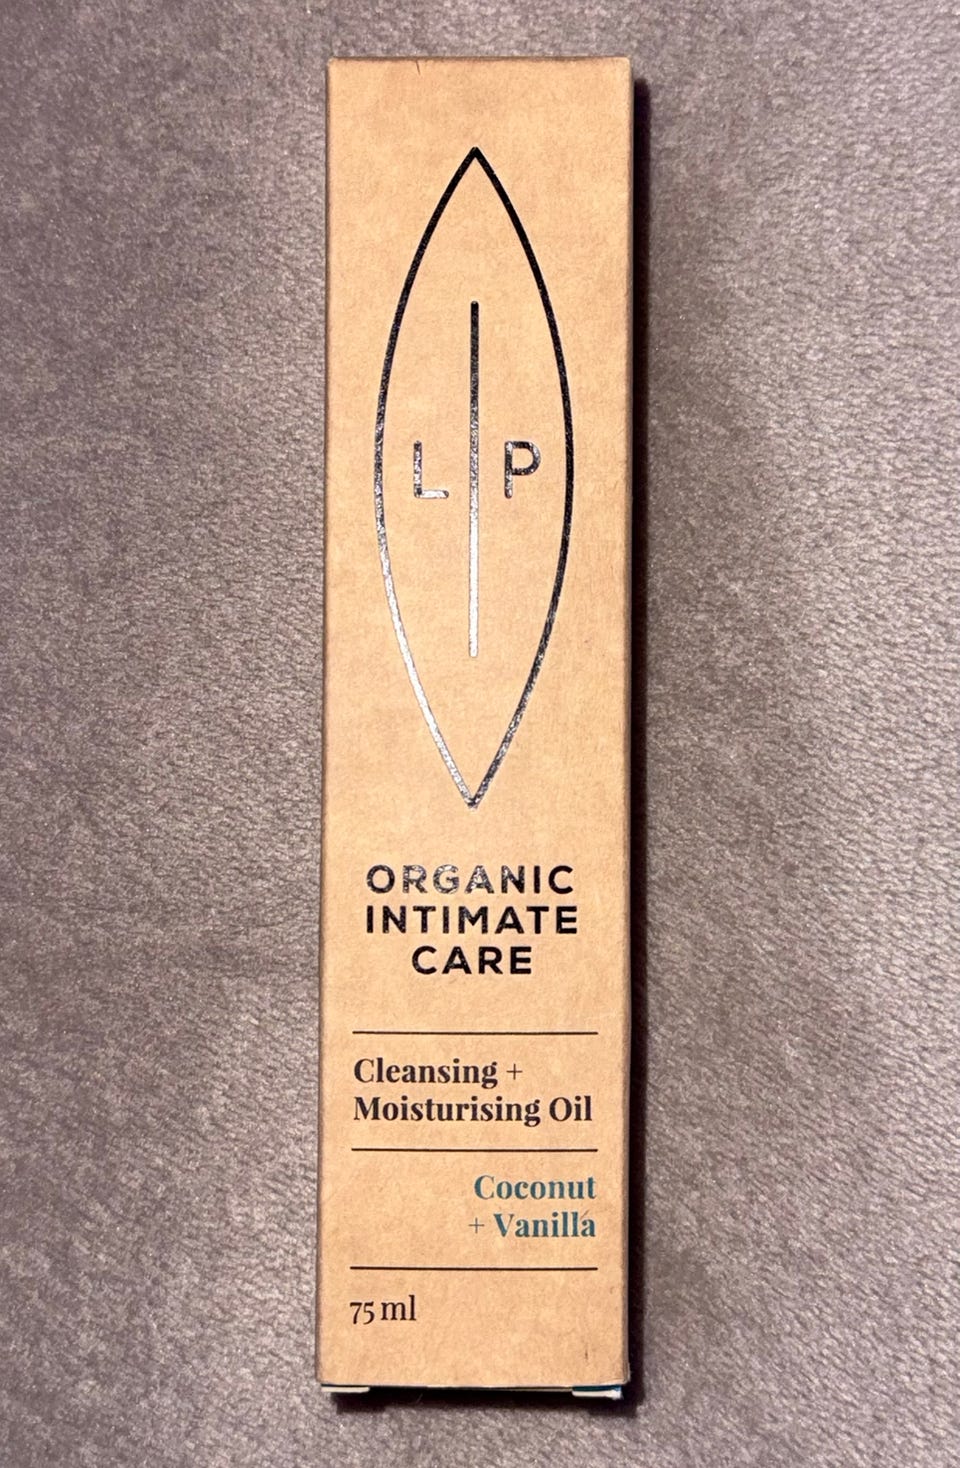 L I P
ORGANIC
INTIMATE
CARE
Cleansing +
Moisturising Oil
Coconut
+ Vanilla
75 ml